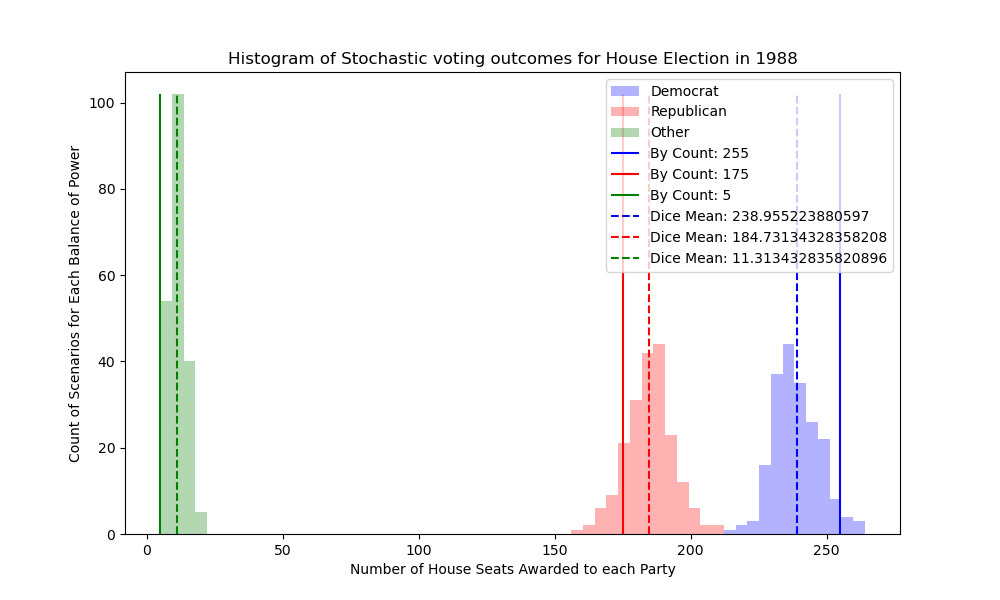 Histogram of Stochastic voting outcomes for House Election in 1988
Count of Scenarios for Each Balance of Power
100
80
60
40
20
0
Democrat
Republican
Other
By Count: 255
By Count: 175
By Count: 5
Dice Mean: 238.955223880597
Dice Mean: 184.73134328358208
Dice Mean: 11.313432835820896
0
50
100
150
200
250
Number of House Seats Awarded to each Party